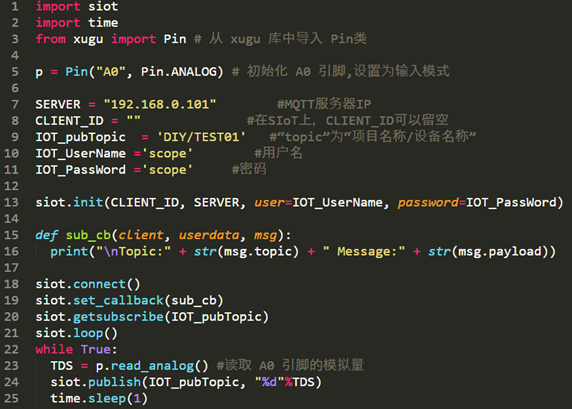 1 import siot
2 import time
3 from xugu import Pin # 从 xugu 库中导入 Pin类
4
5 p = Pin("A0", Pin.ANALOG) # 初始化 A0 引脚,设置为输入模式
6
7 SERVER = "192.168.0.101" #MQTT服务器IP
8 CLIENT_ID = "" #在SIoT上，CLIENT_ID可以留空
9 IOT_pubTopic = 'DIY/TEST01' #“topic”为“项目名称/设备名称”
10 IOT_UserName ='scope' #用户名
11 IOT_PassWord ='scope' #密码
12
13 siot.init(CLIENT_ID, SERVER, user=IOT_UserName, password=IOT_PassWord)
14
15 def sub_cb(client, userdata, msg):
16 print("\nTopic:" + str(msg.topic) + " Message:" + str(msg.payload))
17
18 siot.connect()
19 siot.set_callback(sub_cb)
20 siot.getsubscribe(IOT_pubTopic)
21 siot.loop()
22 while True:
23 TDS = p.read_analog() #读取 A0 引脚的模拟量
24 siot.publish(IOT_pubTopic, "%d"%TDS)
25 time.sleep(1)